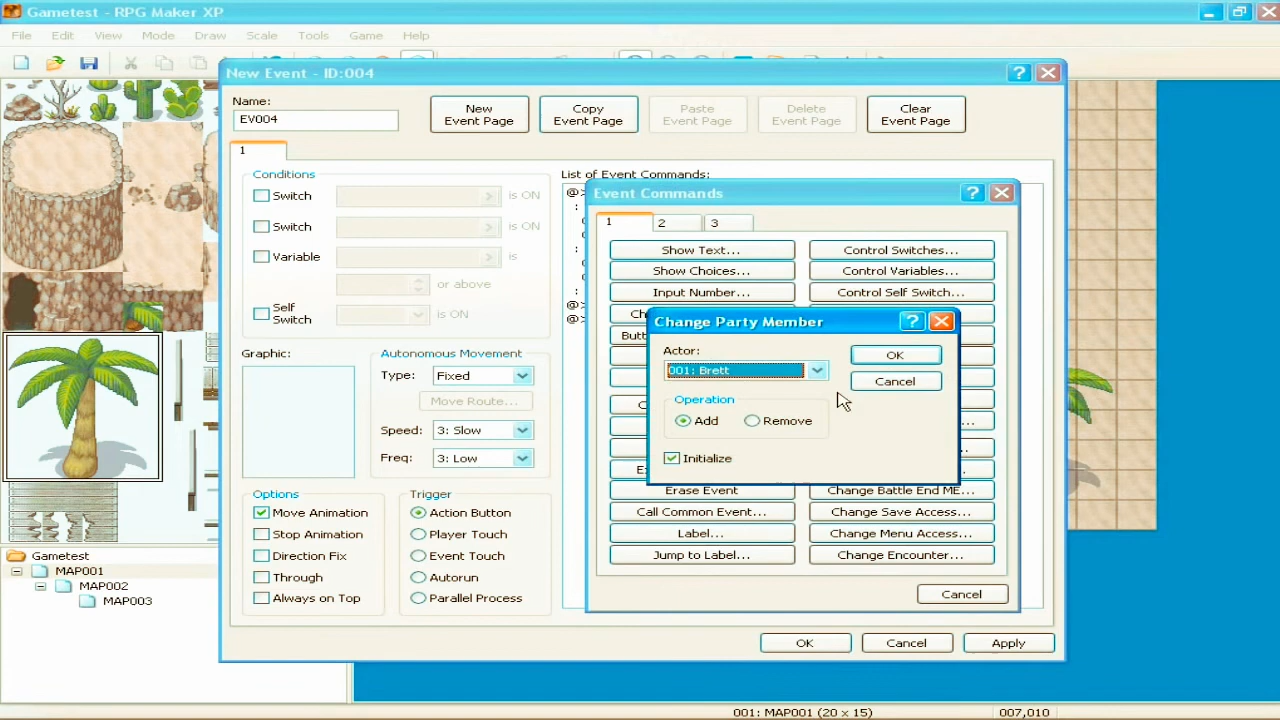 Gametest - RPG Maker XP
File Edit View Mode Draw Scale Tools Game Help
New Event - ID:004
Name:
EV004
New Event Page
Copy Event Page
Paste Event Page
Delete Event Page
Clear Event Page
1
Conditions
Switch is ON
Switch is ON
Variable is
or above
Self Switch is ON
Graphic:
Autonomous Movement
Type: Fixed
Move Route...
Speed: 3: Slow
Freq: 3: Low
Options
Move Animation
Stop Animation
Direction Fix
Through
Always on Top
Trigger
Action Button
Player Touch
Event Touch
Autorun
Parallel Process
List of Event Commands:
@>
:
:
:
@>
@>
Event Commands
1 2 3
Show Text... Control Switches...
Show Choices... Control Variables...
Input Number... Control Self Switch...
Change Party Member
Actor:
001: Brett
OK
Cancel
Operation
Add Remove
Initialize
Erase Event Change Battle End ME...
Call Common Event... Change Save Access...
Label... Change Menu Access...
Jump to Label... Change Encounter...
Cancel
OK Cancel Apply
Gametest
MAP001
MAP002
MAP003
001: MAP001 (20 x 15) 007,010